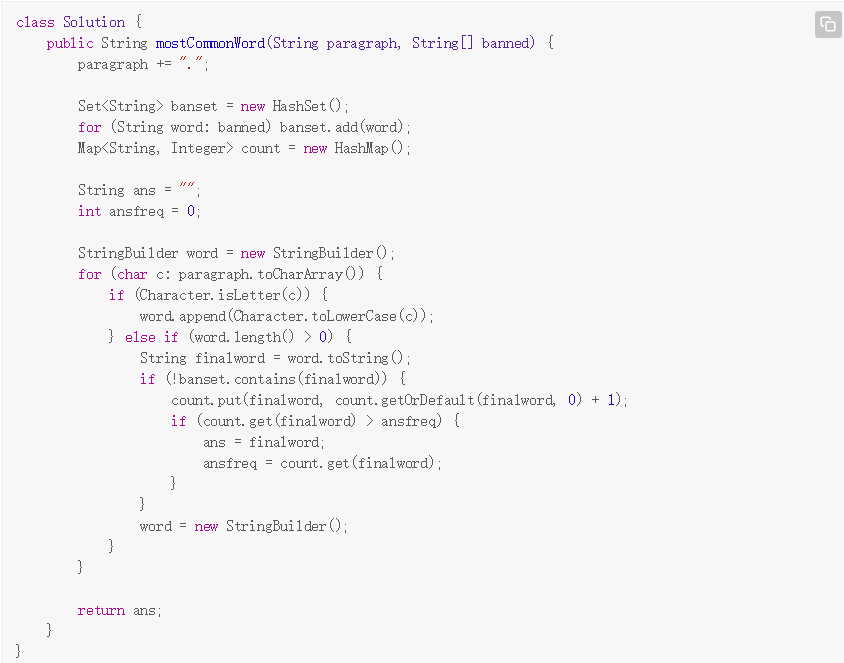 class Solution {
    public String mostCommonWord(String paragraph, String[] banned) {
        paragraph += ".";

        Set<String> banset = new HashSet();
        for (String word: banned) banset.add(word);
        Map<String, Integer> count = new HashMap();

        String ans = "";
        int ansfreq = 0;

        StringBuilder word = new StringBuilder();
        for (char c: paragraph.toCharArray()) {
            if (Character.isLetter(c)) {
                word.append(Character.toLowerCase(c));
            } else if (word.length() > 0) {
                String finalword = word.toString();
                if (!banset.contains(finalword)) {
                    count.put(finalword, count.getOrDefault(finalword, 0) + 1);
                    if (count.get(finalword) > ansfreq) {
                        ans = finalword;
                        ansfreq = count.get(finalword);
                    }
                }
                word = new StringBuilder();
            }
        }

        return ans;
    }
}